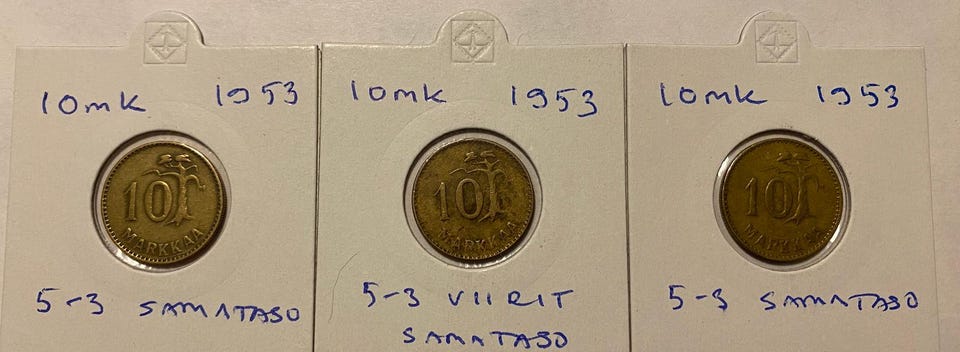 10mk 1953
10
MARKKAA
5-3 SAMATASO
10mk 1953
10
MARKKAA
5-3 VIIRIT
SAMATASO
10mk 1953
10
MARKKAA
5-3 SAMATASO